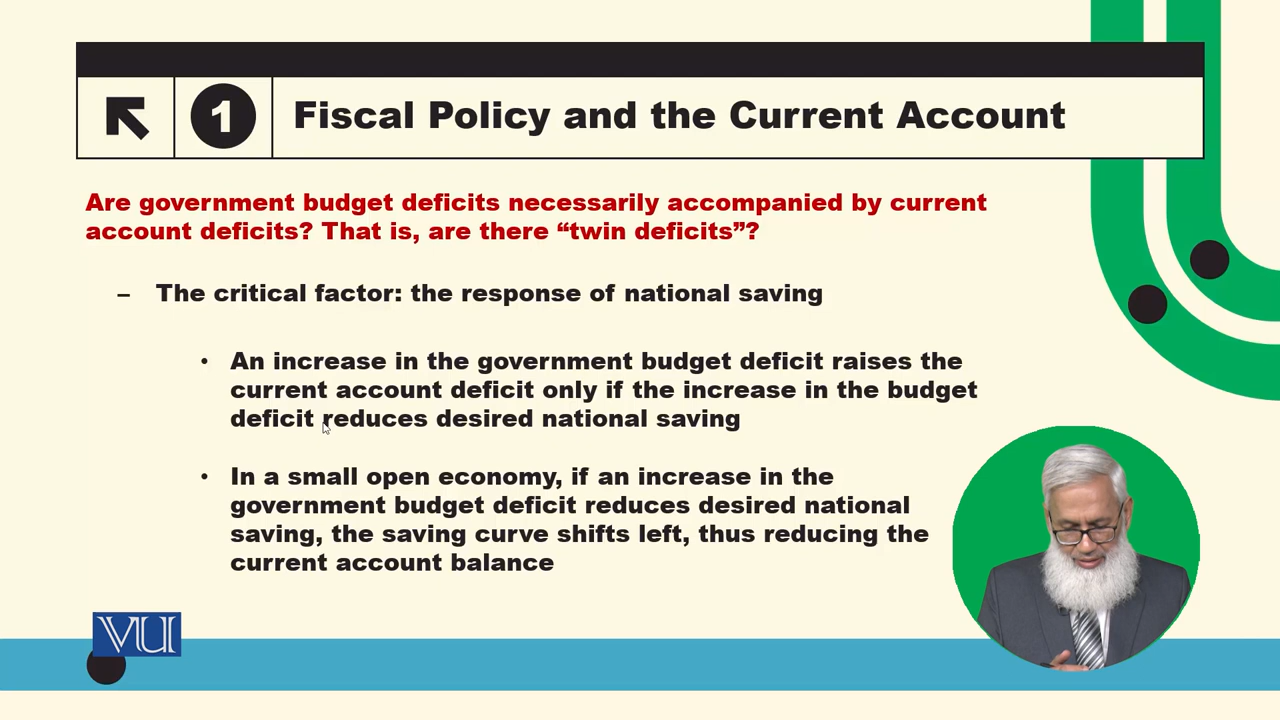 1
Fiscal Policy and the Current Account
Are government budget deficits necessarily accompanied by current
account deficits? That is, are there “twin deficits”?
– The critical factor: the response of national saving
• An increase in the government budget deficit raises the
current account deficit only if the increase in the budget
deficit reduces desired national saving
• In a small open economy, if an increase in the
government budget deficit reduces desired national
saving, the saving curve shifts left, thus reducing the
current account balance
VU